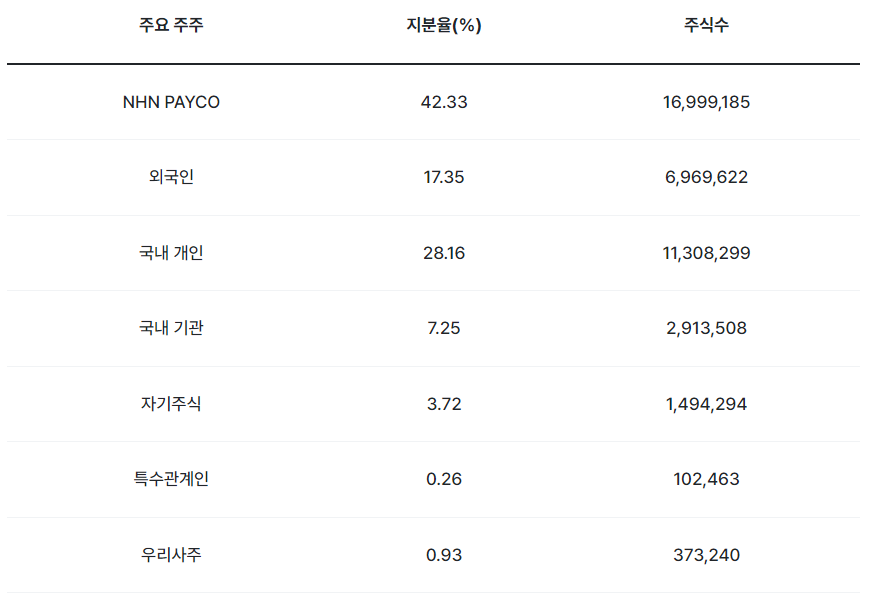 주요 주주 지분율(%) 주식수
NHN PAYCO 42.33 16,999,185
외국인 17.35 6,969,622
국내 개인 28.16 11,308,299
국내 기관 7.25 2,913,508
자기주식 3.72 1,494,294
특수관계인 0.26 102,463
우리사주 0.93 373,240